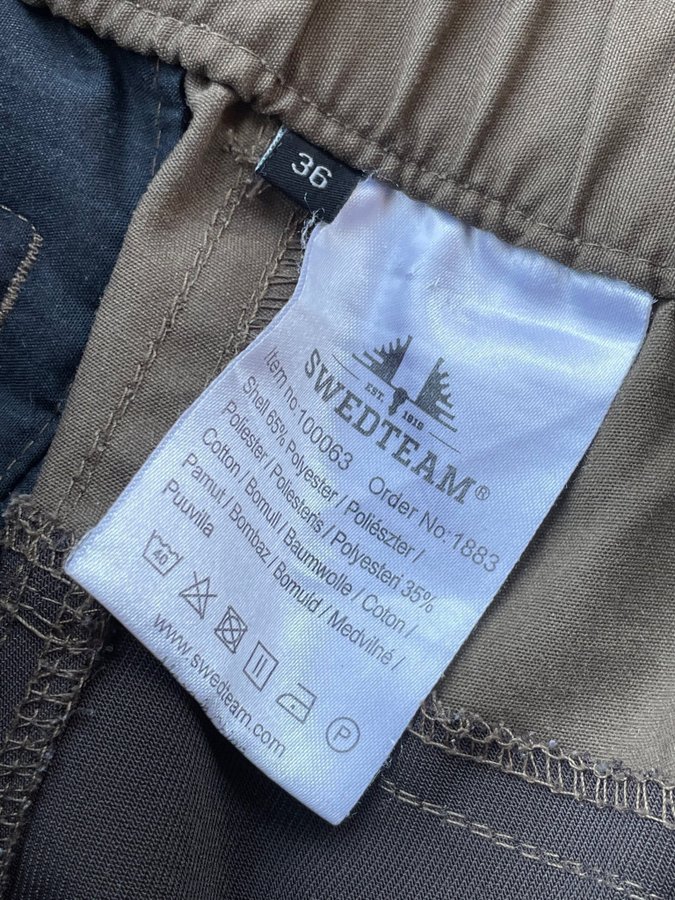 36
EST. 1919
SWEDTEAM®
Item no: 100063 Order No: 1883
Shell 65% Polyester / Poliészter /
Poliester / Poliesteris / Polyesteri 35%
Cotton / Bomull / Baumwolle / Coton /
Pamut / Bombaz / Bomuld / Medvilné /
Puuvilla
40
P
www.swedteam.com